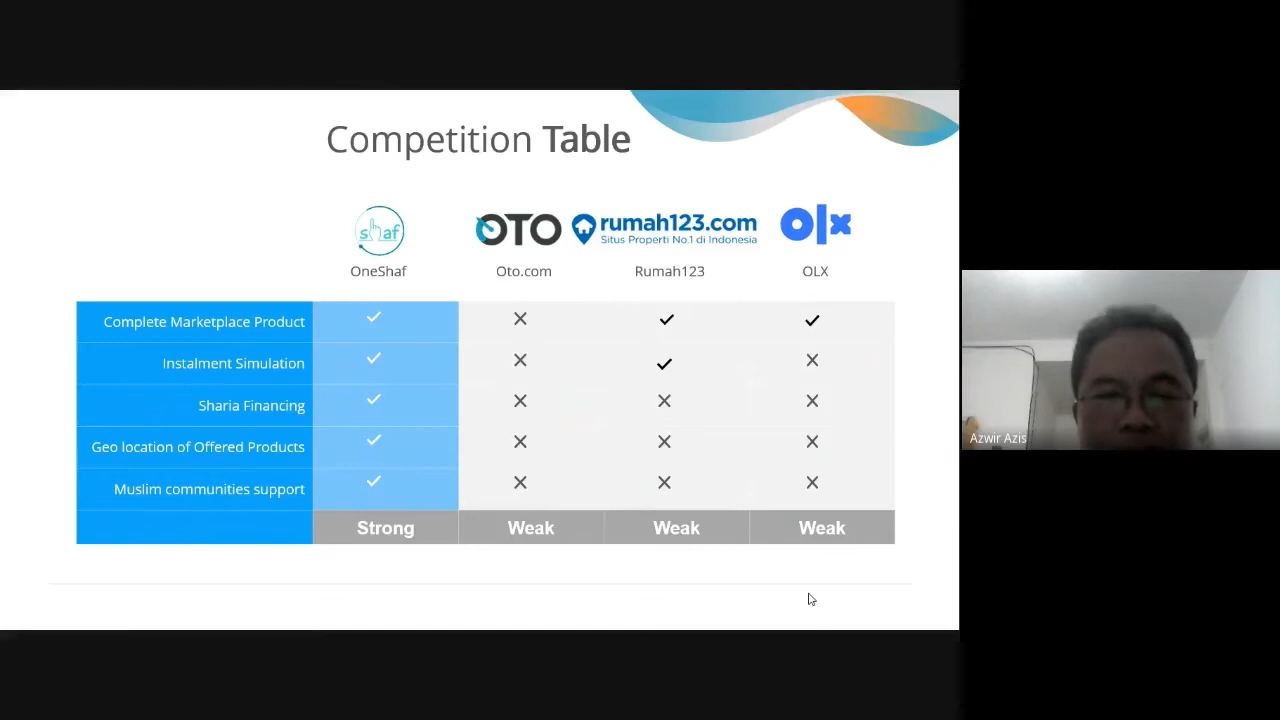 Competition Table
shaf
OTO
rumah123.com
Situs Properti No.1 di Indonesia
olx
OneShaf
Oto.com
Rumah123
OLX
Complete Marketplace Product
Instalment Simulation
Sharia Financing
Geo location of Offered Products
Muslim communities support
Strong
Weak
Weak
Weak
Azwir Azis